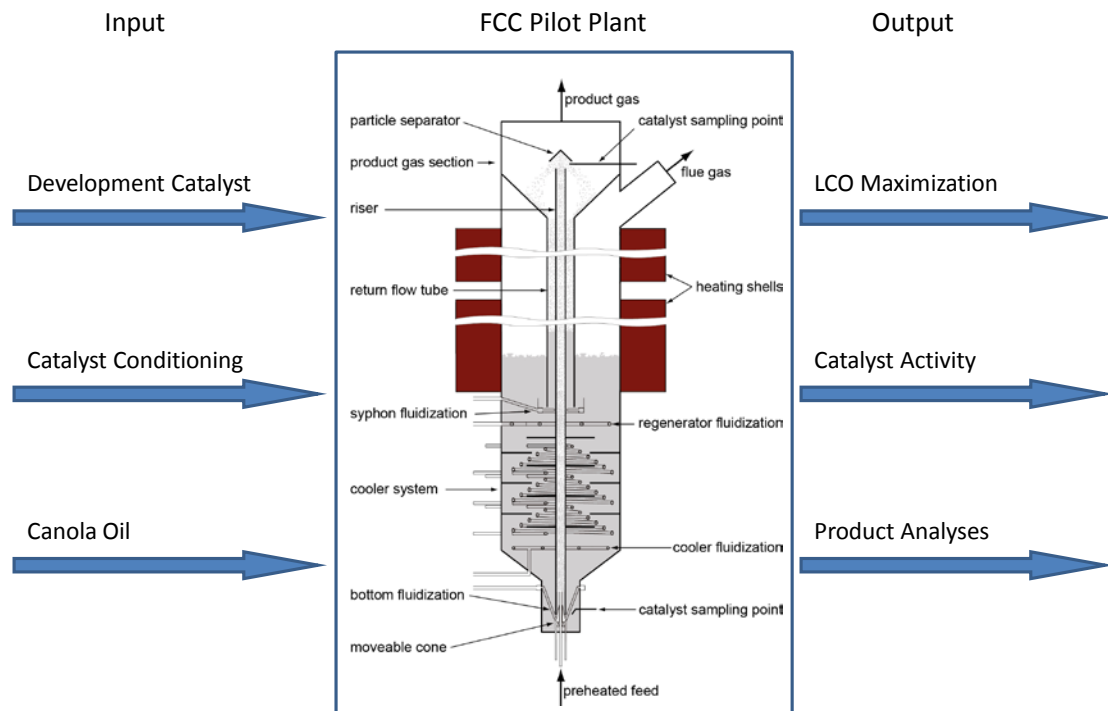 Input
FCC Pilot Plant
Output
Development Catalyst
Catalyst Conditioning
Canola Oil
product gas
particle separator
catalyst sampling point
product gas section
flue gas
riser
return flow tube
heating shells
syphon fluidization
regenerator fluidization
cooler system
cooler fluidization
bottom fluidization
catalyst sampling point
moveable cone
preheated feed
LCO Maximization
Catalyst Activity
Product Analyses